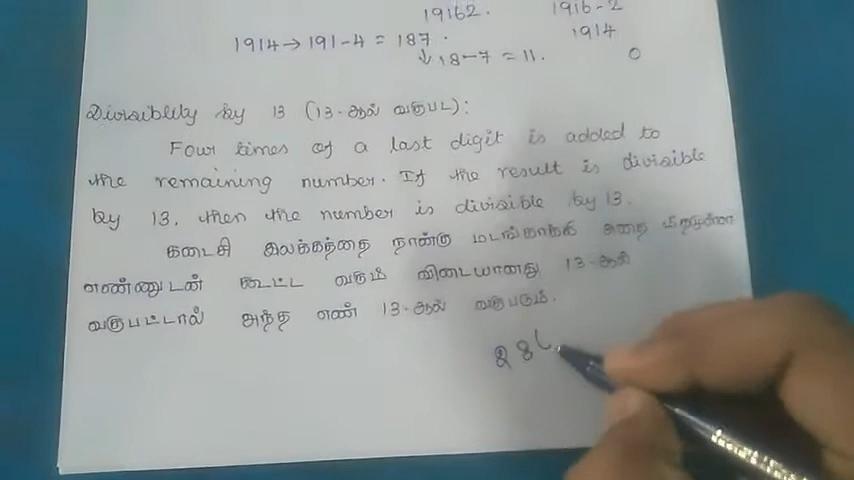 19162. 1916-2
1914→191-4 = 187. 1914
↓18-7 = 11. 0
Divisiblity by 13 (13-ஆல் வகுபட):
Four times of a last digit is added to
the remaining number. If the result is divisible
by 13, then the number is divisible by 13.
கடைசி இலக்கத்தை நான்கு மடங்காக்கி அதை மீதமுள்ள
எண்ணுடன் கூட்ட வரும் விடையானது 13-ஆல்
வகுபட்டால் அந்த எண் 13-ஆல் வகுபடும்.
28